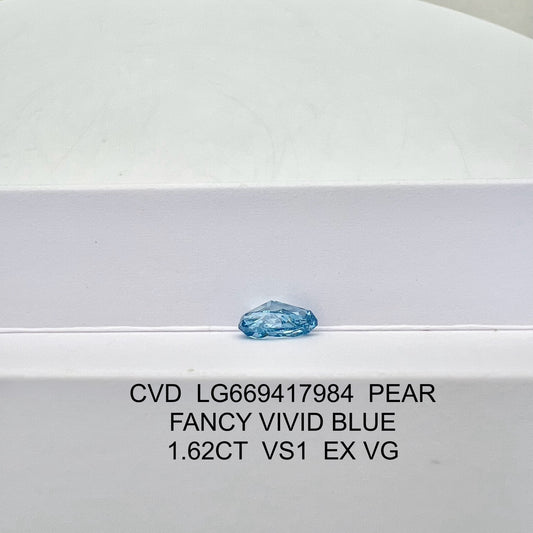 CVD LG669417984 PEAR
FANCY VIVID BLUE
1.62CT VS1 EX VG